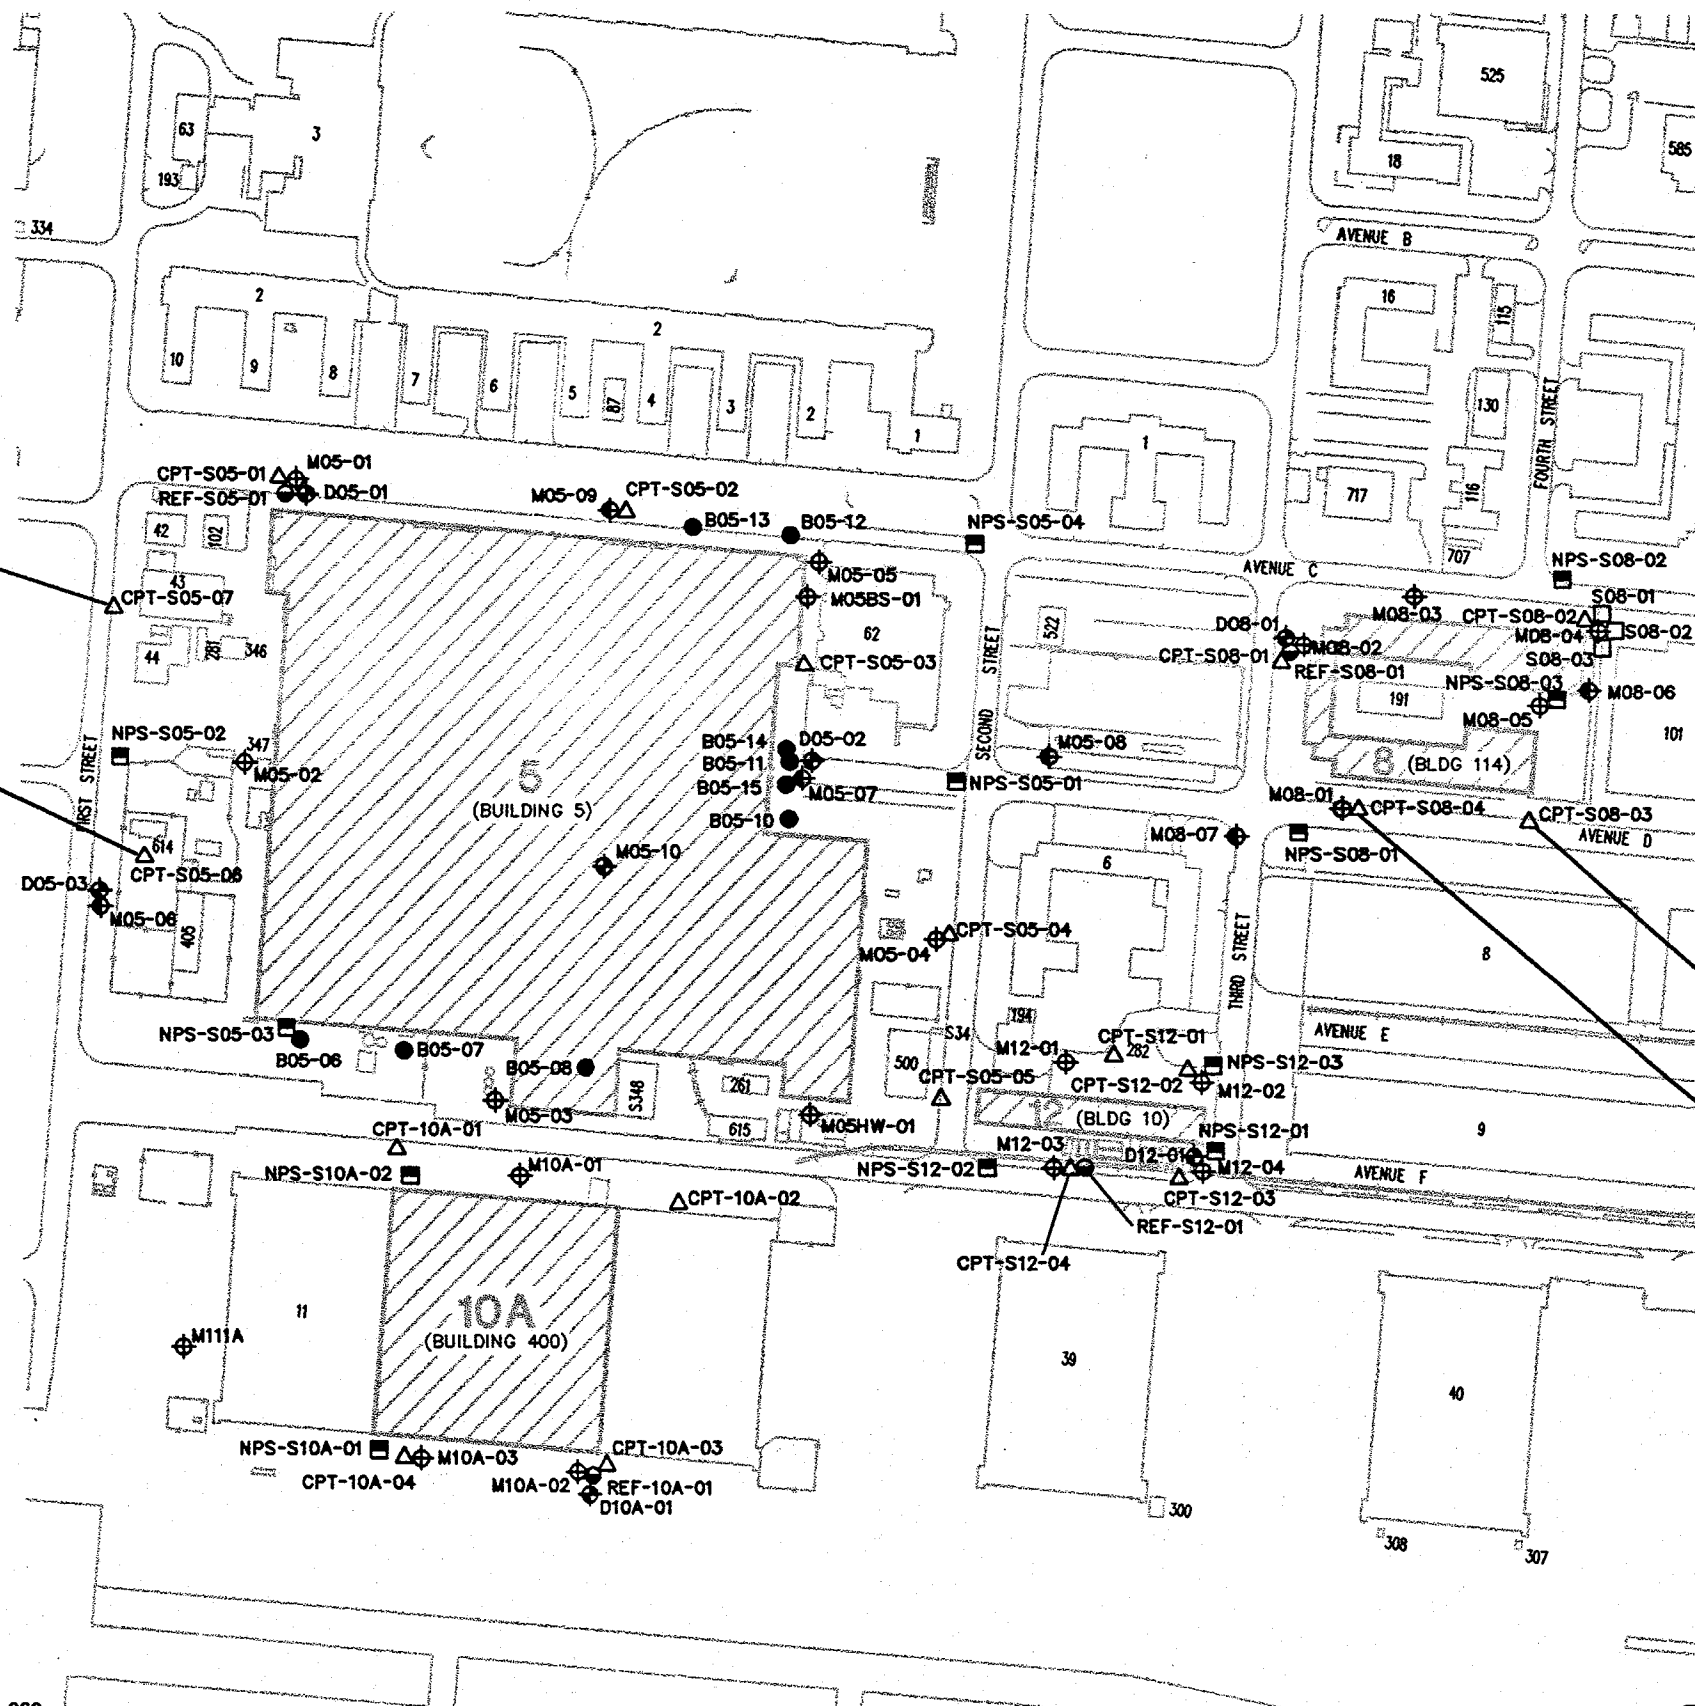 525
63
3
18
585
193
334
AVENUE B
2
16
115
2
10
9
8
7
6
5
87
4
3
2
1
130
FOURTH STREET
1
M05-01
CPT-S05-01
REF-S05-01
D05-01
M05-09
CPT-S05-02
717
116
B05-13
B05-12
NPS-S05-04
42
102
707
NPS-S08-02
AVENUE C
M05-05
43
CPT-S05-07
M05BS-01
M08-03
S08-01
CPT-S08-02
D08-01
M08-04
S08-02
62
522
44
281
346
CPT-S05-03
STREET
SECOND
M08-02
CPT-S08-01
REF-S08-01
S08-03
NPS-S08-03
191
M08-06
M08-05
NPS-S05-02
347
M05-02
FIRST STREET
B05-14
D05-02
B05-11
B05-15
M05-07
B05-10
M05-08
NPS-S05-01
101
8
(BLDG 114)
5
(BUILDING 5)
M08-01
CPT-S08-04
CPT-S08-03
AVENUE D
M08-07
NPS-S08-01
614
CPT-S05-06
M05-10
6
D05-03
M05-06
405
CPT-S05-04
M05-04
THIRD STREET
8
194
NPS-S05-03
B05-06
B05-07
B05-08
S34
AVENUE E
CPT-S12-01
M12-01
282
NPS-S12-03
500
CPT-S05-05
CPT-S12-02
M12-02
261
S348
M05-03
12
(BLDG 10)
615
M05HW-01
NPS-S12-01
9
CPT-10A-01
M12-03
D12-01
NPS-S10A-02
M10A-01
NPS-S12-02
M12-04
AVENUE F
CPT-10A-02
CPT-S12-03
REF-S12-01
CPT-S12-04
11
10A
(BUILDING 400)
M111A
39
40
NPS-S10A-01
M10A-03
CPT-10A-03
CPT-10A-04
M10A-02
REF-10A-01
D10A-01
300
308
307